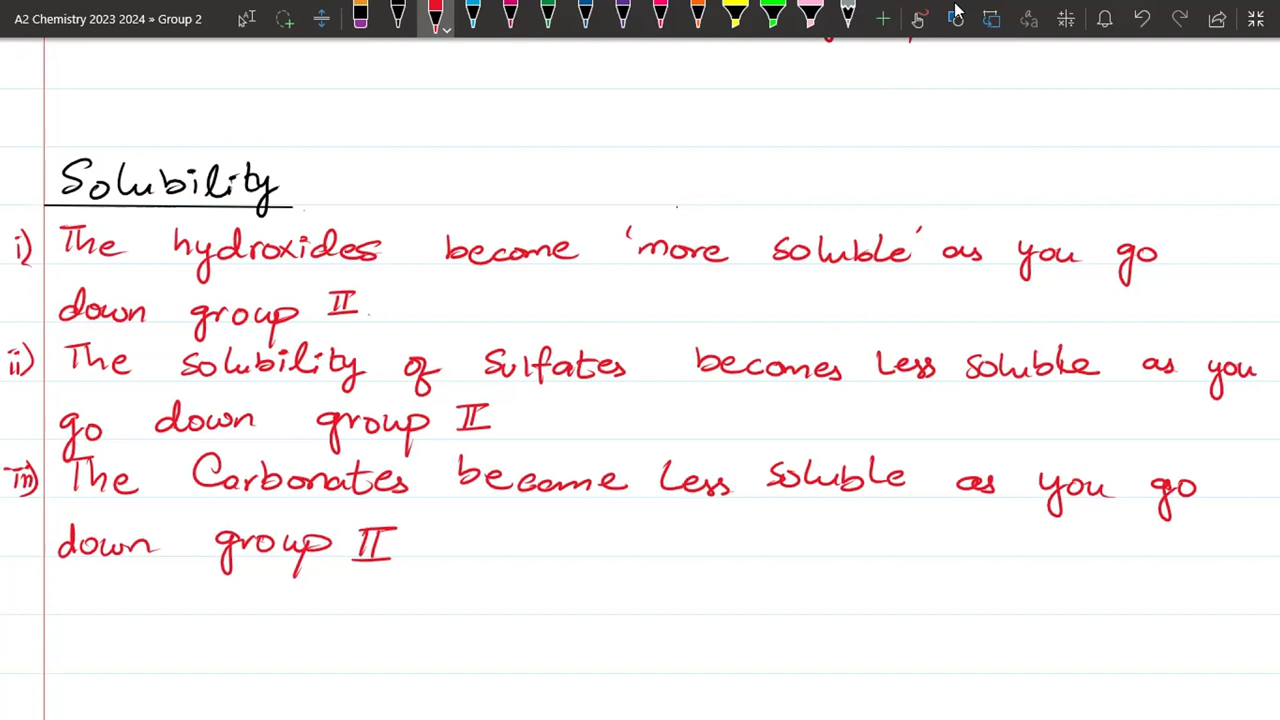 A2 Chemistry 2023 2024 » Group 2
Solubility
i) The hydroxides become 'more soluble' as you go
down group II.
ii) The solubility of Sulfates becomes less soluble as you
go down group II
iii) The Carbonates become less soluble as you go
down group II